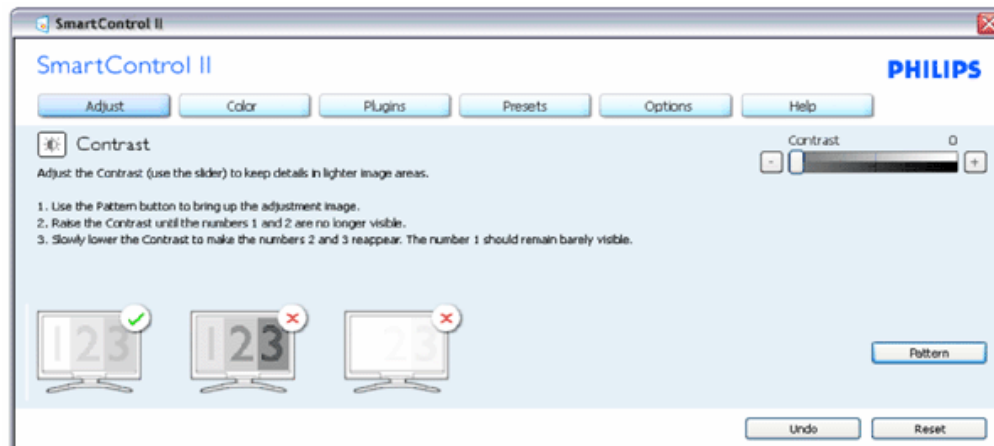 SmartControl II
SmartControl II
PHILIPS
Adjust Color Plugins Presets Options Help
Contrast
Contrast 0
- +
Adjust the Contrast (use the slider) to keep details in lighter image areas.
1. Use the Pattern button to bring up the adjustment image.
2. Raise the Contrast until the numbers 1 and 2 are no longer visible.
3. Slowly lower the Contrast to make the numbers 2 and 3 reappear. The number 1 should remain barely visible.
123 123 23
Pattern
Undo Reset